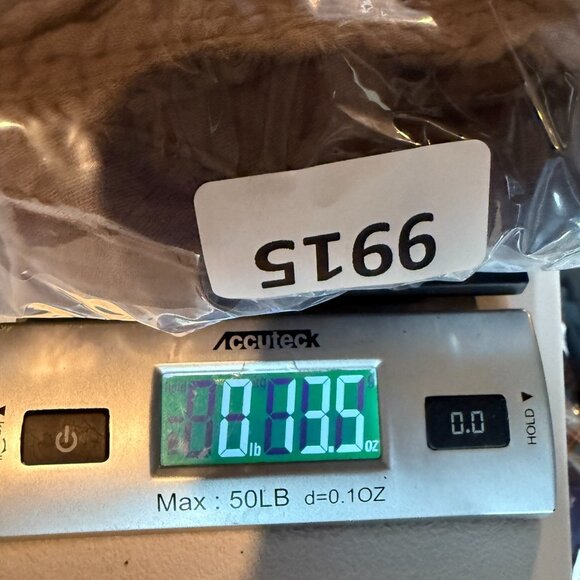 9915
Accuteck
0 lb 13.5 oz
0.0
HOLD
Max : 50LB d=0.1OZ